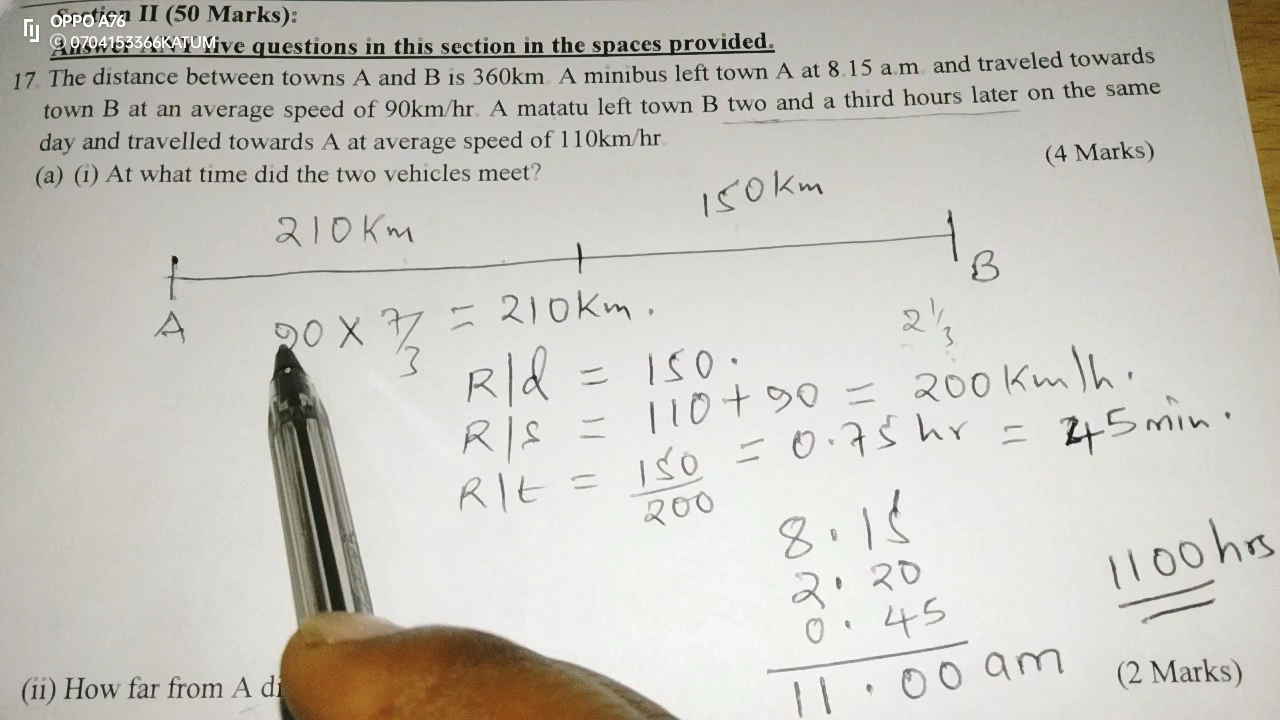 Section II (50 Marks):
OPPO A76
© 0704153366KATUM
Answer ANY five questions in this section in the spaces provided.
17. The distance between towns A and B is 360km. A minibus left town A at 8.15 a.m. and traveled towards
town B at an average speed of 90km/hr. A matatu left town B two and a third hours later on the same
day and travelled towards A at average speed of 110km/hr.
(a) (i) At what time did the two vehicles meet?
(4 Marks)
210Km
150km
A
B
90 × 7/3 = 210Km.
2 1/3
R/d = 150.
R/s = 110 + 90 = 200Km/h.
R/t = 150/200 = 0.75 hr = 45min.
8.15
2.20
0.45
11.00 am
1100hrs
(ii) How far from A
(2 Marks)